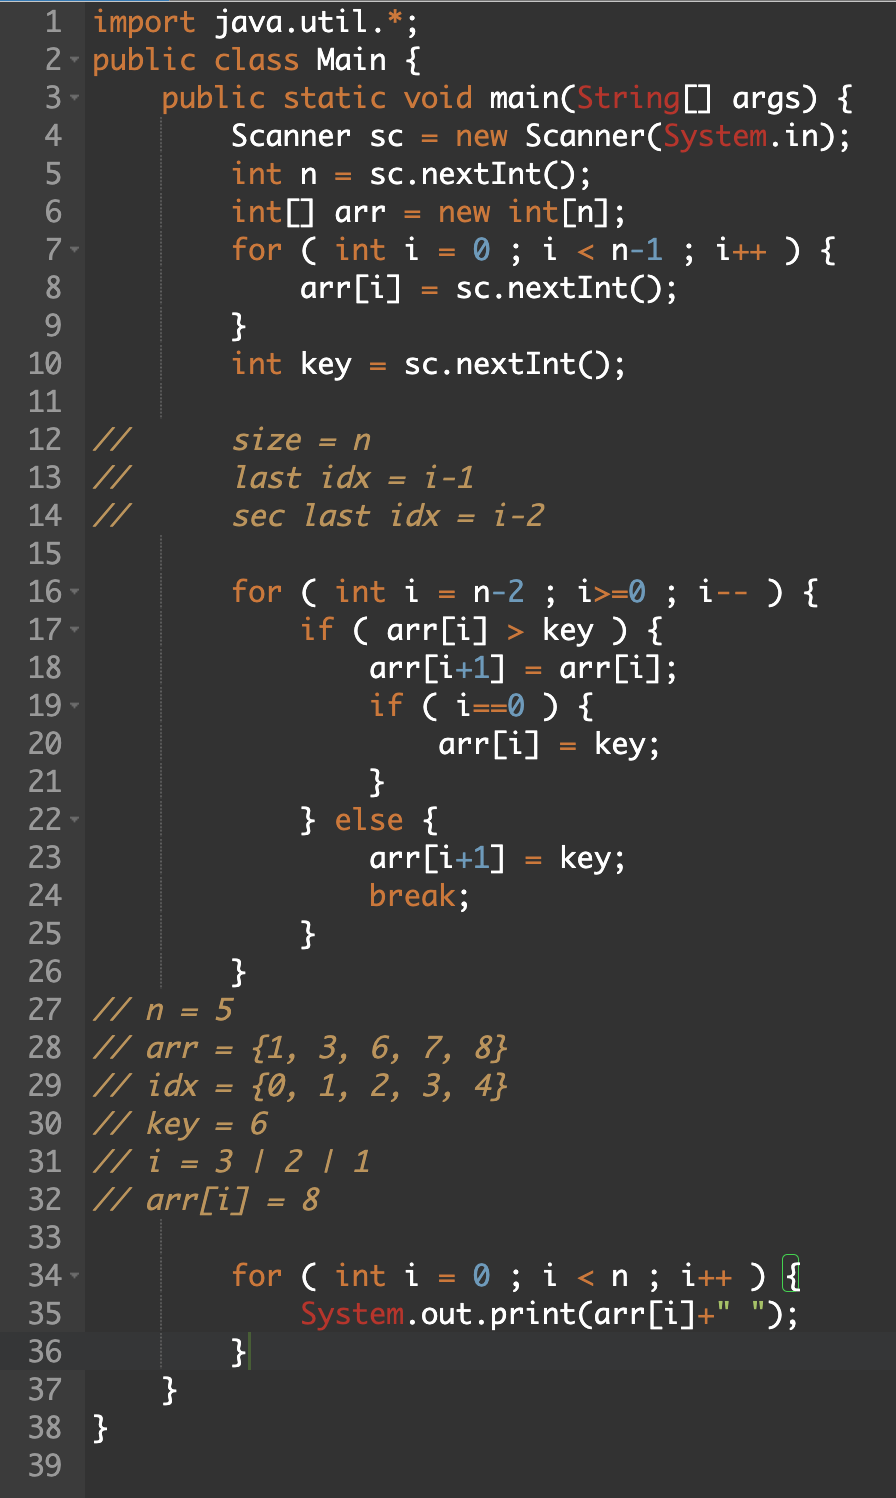 1 import java.util.*;
2 public class Main {
3     public static void main(String[] args) {
4         Scanner sc = new Scanner(System.in);
5         int n = sc.nextInt();
6         int[] arr = new int[n];
7         for ( int i = 0 ; i < n-1 ; i++ ) {
8             arr[i] = sc.nextInt();
9         }
10         int key = sc.nextInt();
11
12 //      size = n
13 //      last idx = i-1
14 //      sec last idx = i-2
15
16         for ( int i = n-2 ; i>=0 ; i-- ) {
17             if ( arr[i] > key ) {
18                 arr[i+1] = arr[i];
19                 if ( i==0 ) {
20                     arr[i] = key;
21                 }
22             } else {
23                 arr[i+1] = key;
24                 break;
25             }
26         }
27 // n = 5
28 // arr = {1, 3, 6, 7, 8}
29 // idx = {0, 1, 2, 3, 4}
30 // key = 6
31 // i = 3 | 2 | 1
32 // arr[i] = 8
33
34         for ( int i = 0 ; i < n ; i++ ) {
35             System.out.print(arr[i]+" ");
36         }
37     }
38 }
39